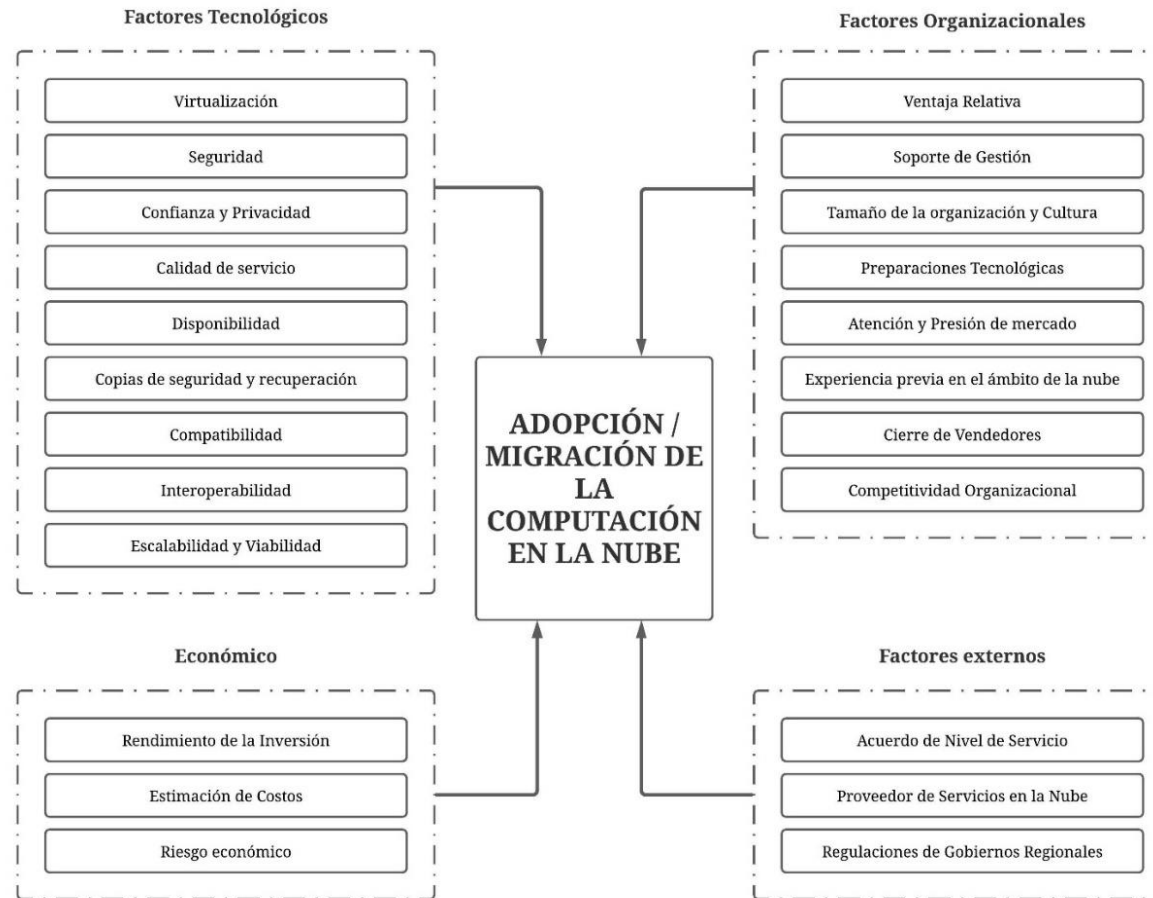 Factores Tecnológicos
Virtualización
Seguridad
Confianza y Privacidad
Calidad de servicio
Disponibilidad
Copias de seguridad y recuperación
Compatibilidad
Interoperabilidad
Escalabilidad y Viabilidad
Factores Organizacionales
Ventaja Relativa
Soporte de Gestión
Tamaño de la organización y Cultura
Preparaciones Tecnológicas
Atención y Presión de mercado
Experiencia previa en el ámbito de la nube
Cierre de Vendedores
Competitividad Organizacional
ADOPCIÓN /
MIGRACIÓN DE
LA
COMPUTACIÓN
EN LA NUBE
Económico
Rendimiento de la Inversión
Estimación de Costos
Riesgo económico
Factores externos
Acuerdo de Nivel de Servicio
Proveedor de Servicios en la Nube
Regulaciones de Gobiernos Regionales